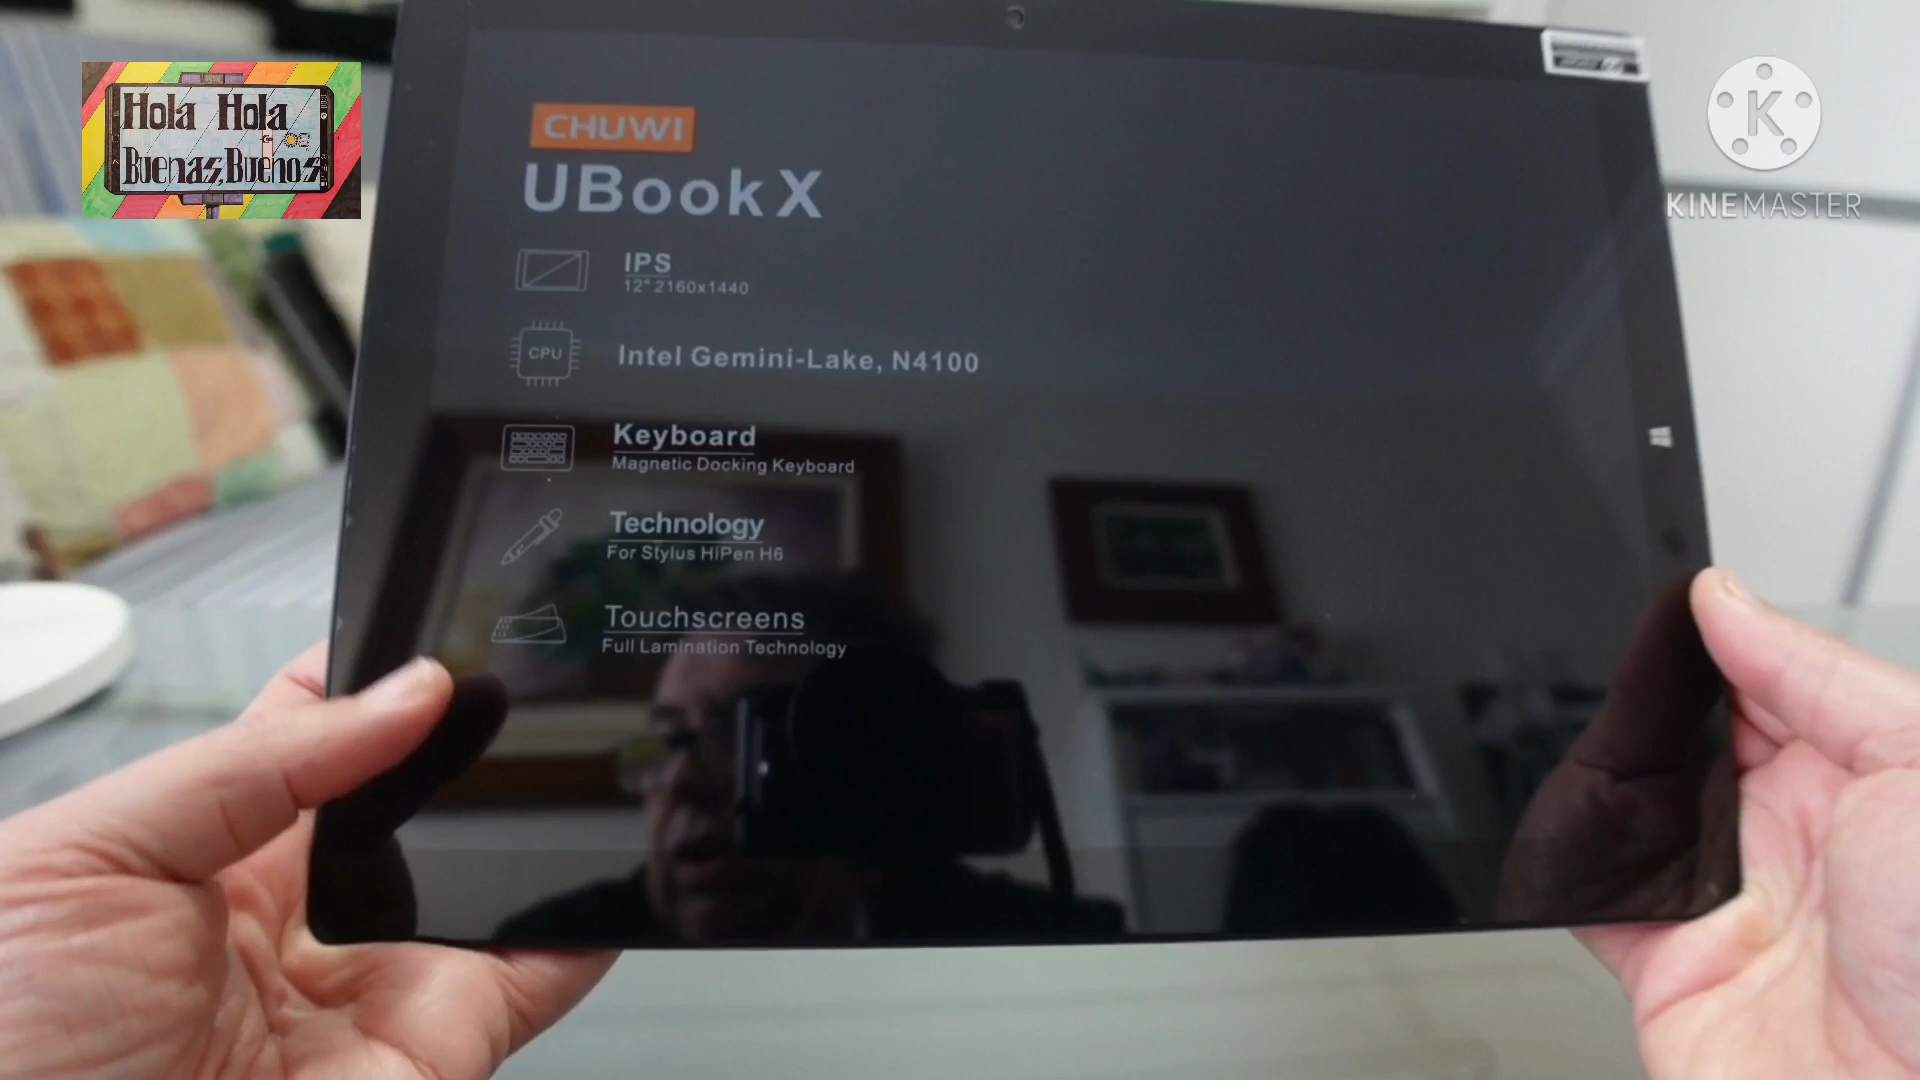 Hola Hola
Buenas,Buenos
CHUWI
UBook X
IPS
12" 2160x1440
CPU
Intel Gemini-Lake, N4100
Keyboard
Magnetic Docking Keyboard
Technology
For Stylus HiPen H6
Touchscreens
Full Lamination Technology
K
KINEMASTER